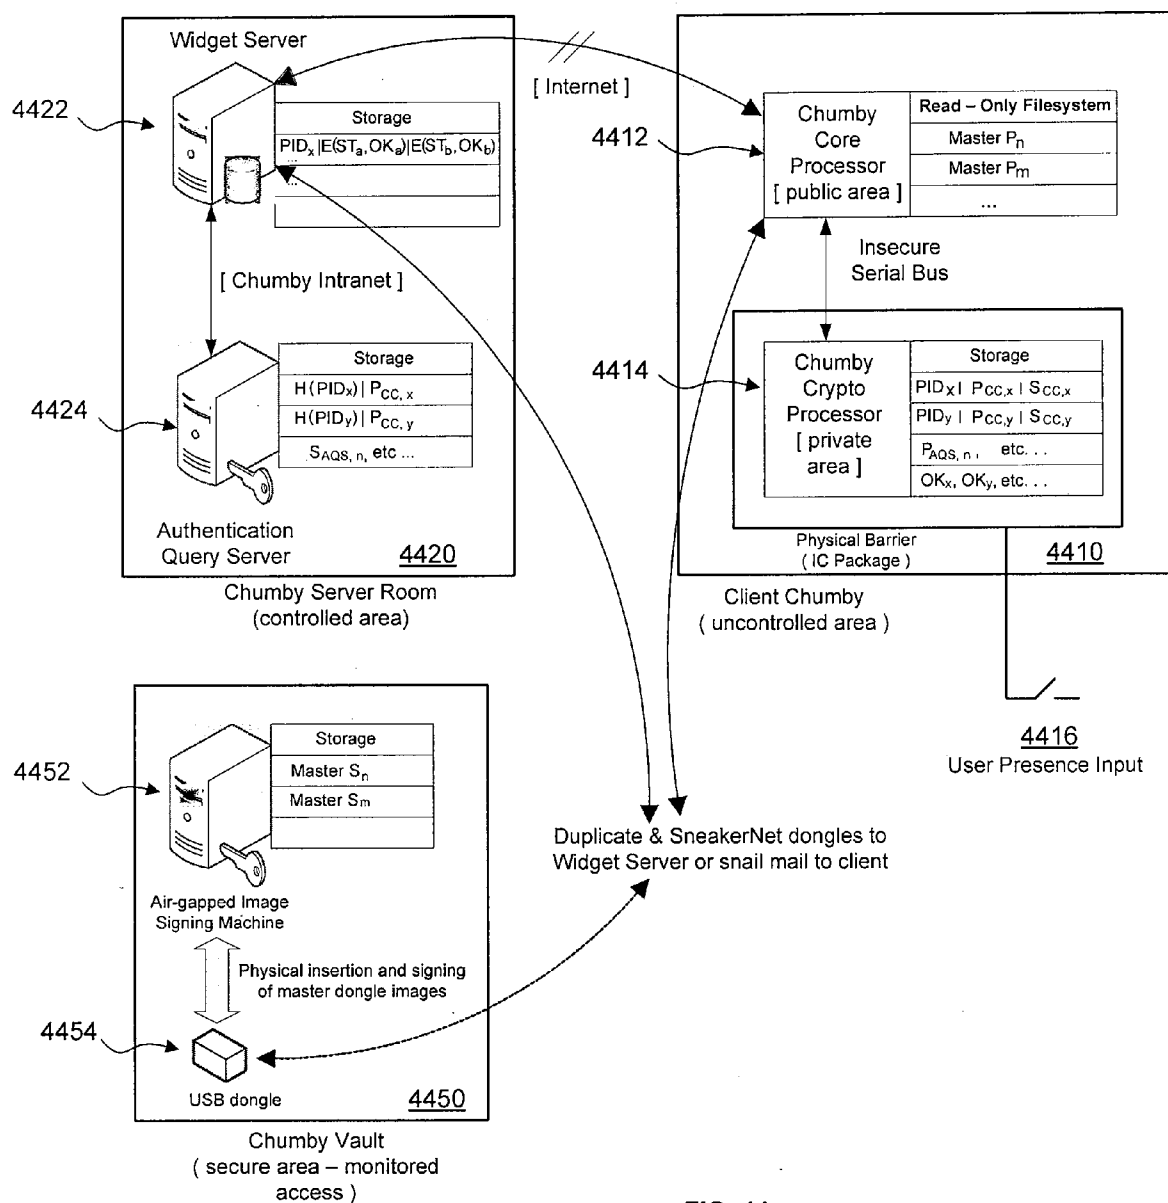 Widget Server
4422
Storage
PIDx|E(STa,OKa)|E(STb,OKb)
...
...
[ Internet ]
4412
Chumby
Core
Processor
[ public area ]
Read – Only Filesystem
Master Pn
Master Pm
...
[ Chumby Intranet ]
Insecure
Serial Bus
4424
Storage
H(PIDx)| PCC, x
H(PIDy)| PCC, y
SAQS, n, etc ...
Authentication
Query Server
4420
Chumby Server Room
(controlled area)
4414
Chumby
Crypto
Processor
[ private
area ]
Storage
PIDX | PCC,x | SCC,x
PIDy | PCC,y | SCC,y
PAQS, n , etc. . .
OKx, OKy, etc. . .
Physical Barrier
( IC Package )
4410
Client Chumby
( uncontrolled area )
4416
User Presence Input
4452
Storage
Master Sn
Master Sm
Air-gapped Image
Signing Machine
Physical insertion and signing
of master dongle images
4454
USB dongle
4450
Chumby Vault
( secure area – monitored
access )
Duplicate & SneakerNet dongles to
Widget Server or snail mail to client